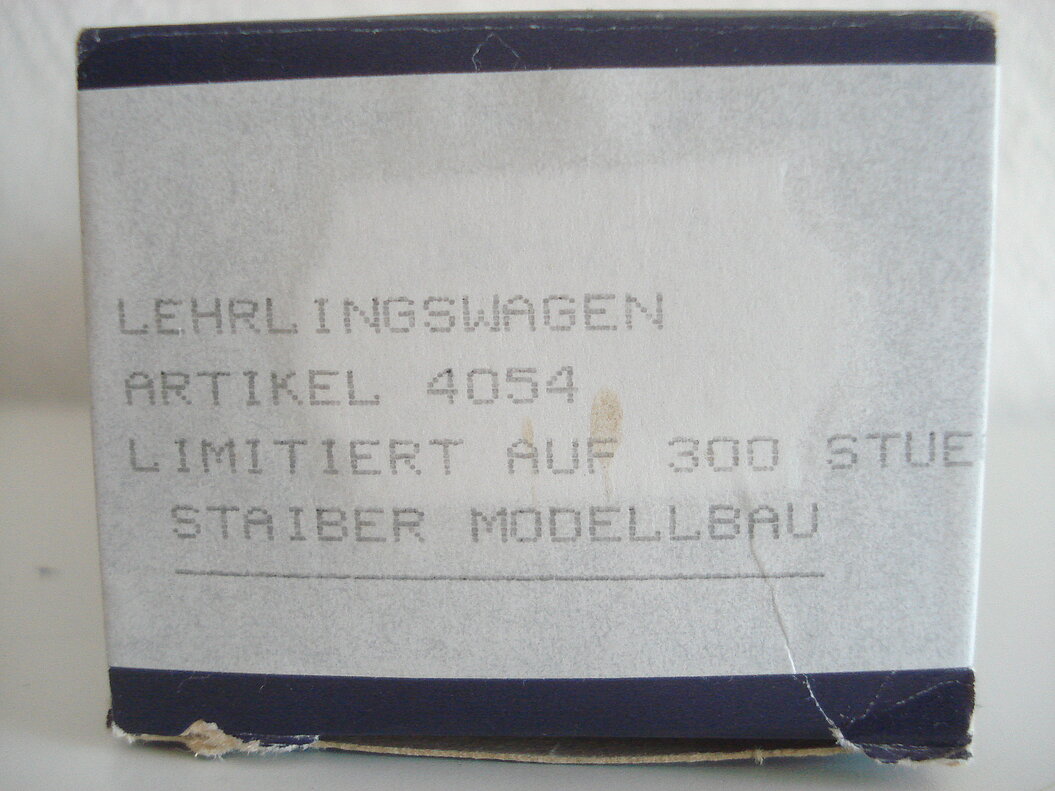 LEHRLINGSWAGEN
ARTIKEL 4054
LIMITIERT AUF 300 STUE
STAIBER MODELLBAU